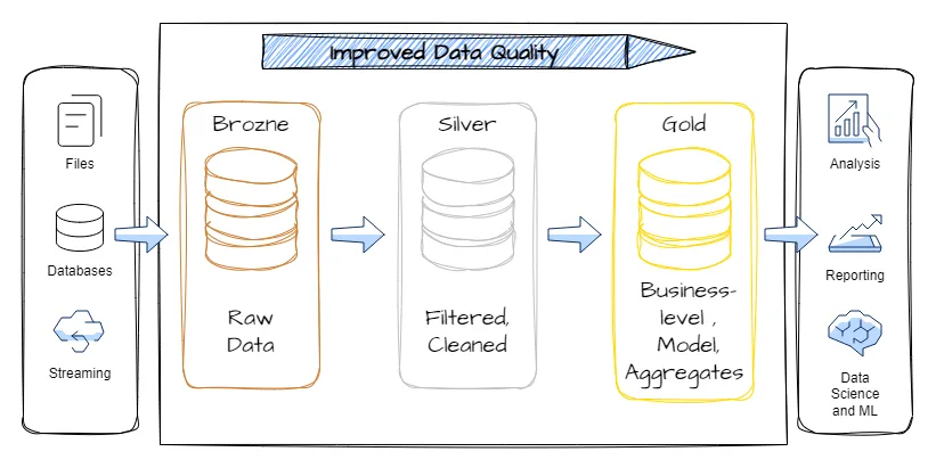 Improved Data Quality
Files
Databases
Streaming
Brozne
Raw
Data
Silver
Filtered,
Cleaned
Gold
Business-
level ,
Model,
Aggregates
Analysis
Reporting
Data
Science
and ML